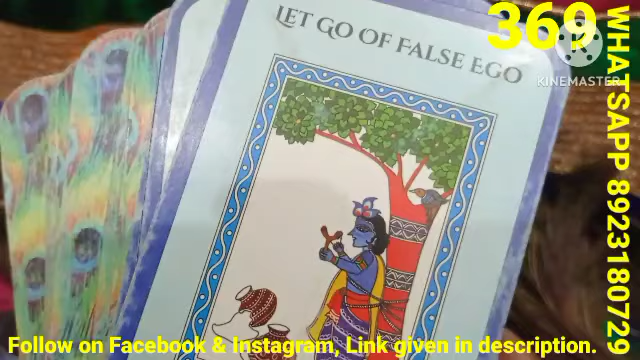 LET GO OF FALSE EGO
369
KINEMASTER
WHATSAPP 8923180729
Follow on Facebook & Instagram, Link given in description.